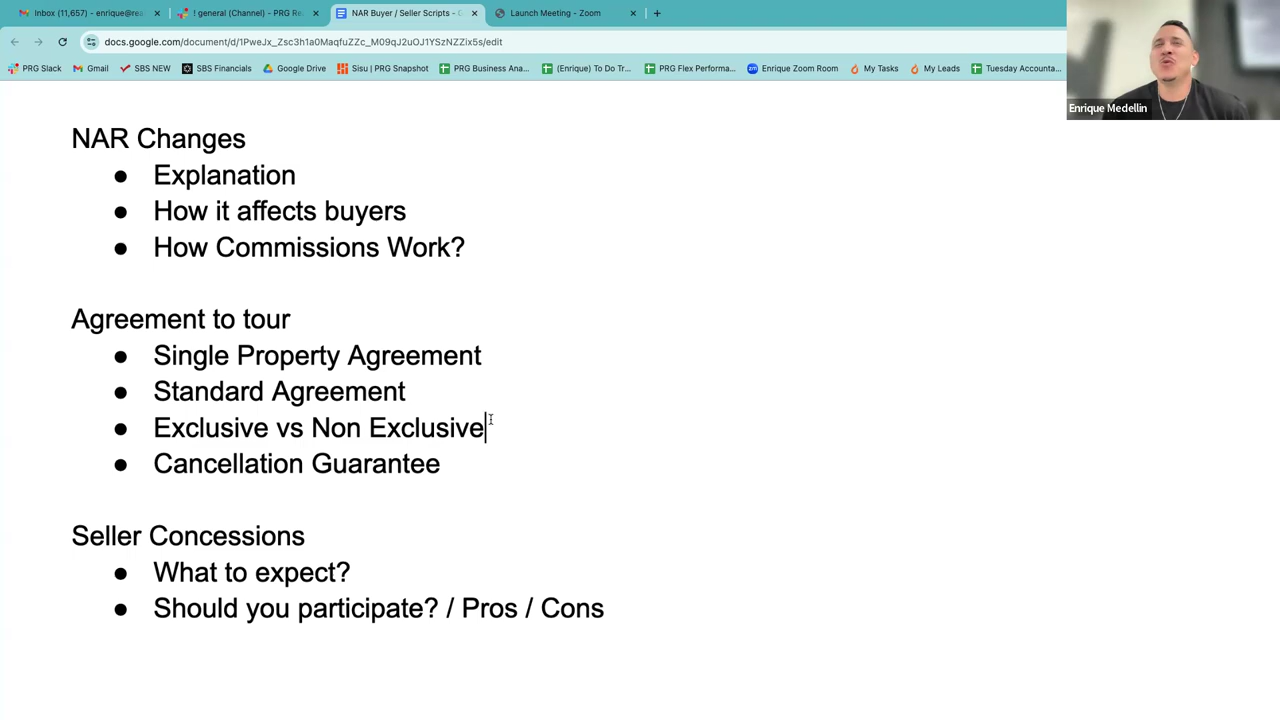 Inbox (11,657) - enrique@rea
general (Channel) - PRG Re
NAR Buyer / Seller Scripts -
Launch Meeting - Zoom
docs.google.com/document/d/1PweJx_Zsc3h1a0MaqfuZZc_M09qJ2uOJ1YSzNZZix5s/edit
PRG Slack
Gmail
SBS NEW
SBS Financials
Google Drive
Sisu | PRG Snapshot
PRG Business Ana...
(Enrique) To Do Tr...
PRG Flex Performa...
Enrique Zoom Room
My Tasks
My Leads
Tuesday Accounta...
Enrique Medellin
NAR Changes
● Explanation
● How it affects buyers
● How Commissions Work?
Agreement to tour
● Single Property Agreement
● Standard Agreement
● Exclusive vs Non Exclusive
● Cancellation Guarantee
Seller Concessions
● What to expect?
● Should you participate? / Pros / Cons